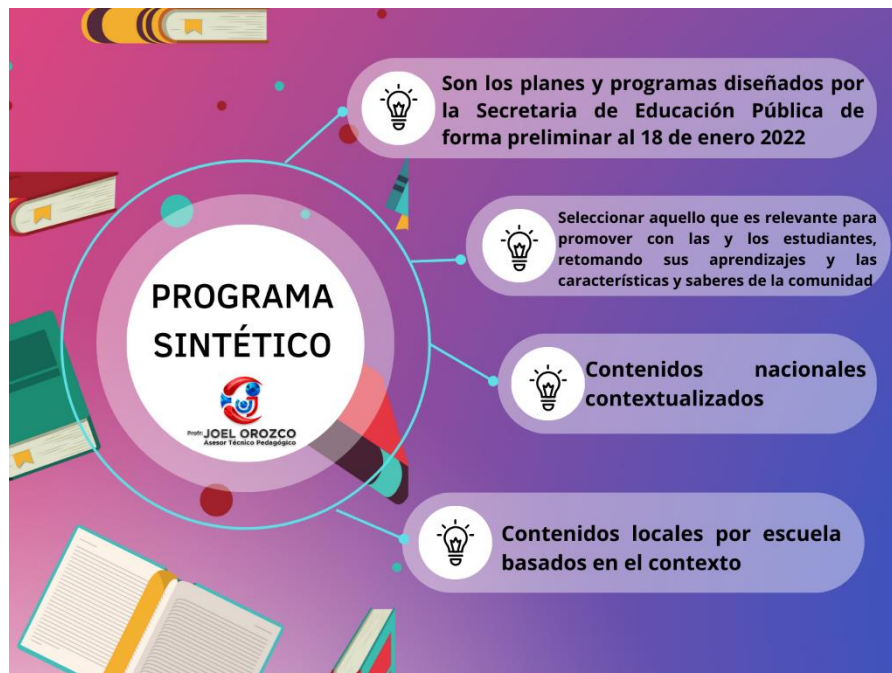 Son los planes y programas diseñados por
la Secretaria de Educación Pública de
forma preliminar al 18 de enero 2022
Seleccionar aquello que es relevante para
promover con las y los estudiantes,
retomando sus aprendizajes y las
características y saberes de la comunidad
PROGRAMA
SINTÉTICO
Profr. JOEL OROZCO
Asesor Técnico Pedagógico
Contenidos nacionales
contextualizados
Contenidos locales por escuela
basados en el contexto